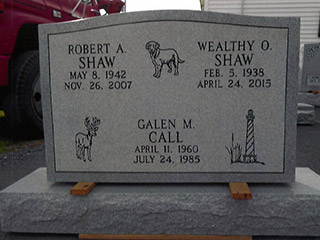 ROBERT A.
SHAW
MAY 8, 1942
NOV. 26, 2007
WEALTHY O.
SHAW
FEB. 5, 1938
APRIL 24, 2015
GALEN M.
CALL
APRIL 11, 1960
JULY 24, 1985